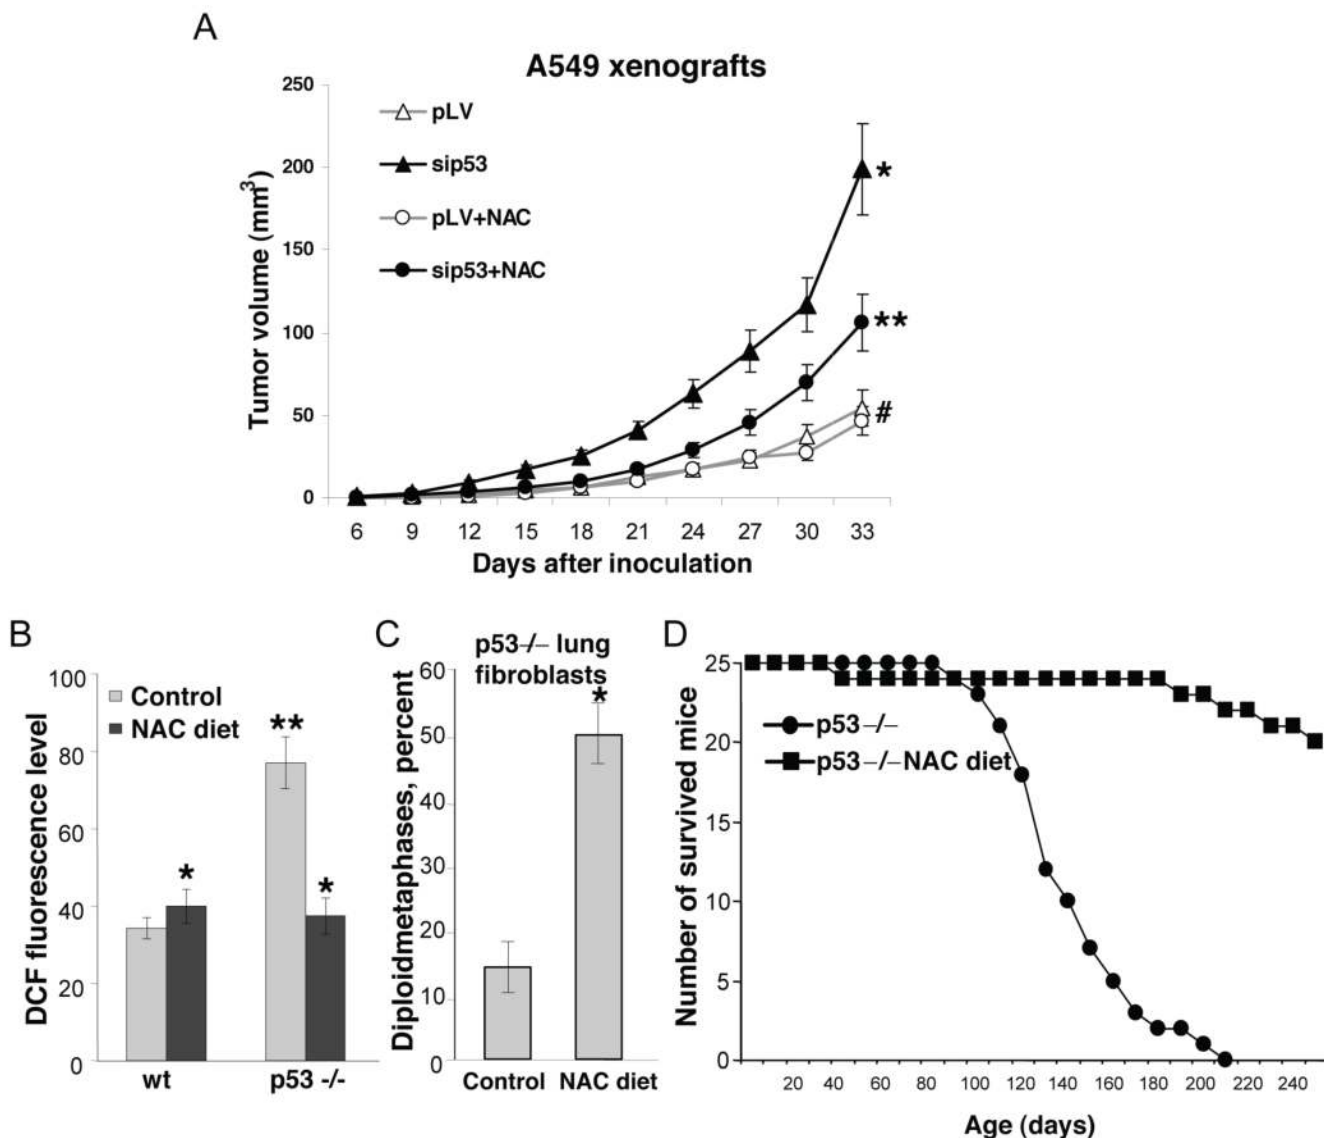 A
A549 xenografts
250
200
150
100
50
0
Tumor volume (mm3)
pLV
sip53
pLV+NAC
sip53+NAC
*
**
#
6 9 12 15 18 21 24 27 30 33
Days after inoculation
B
100
80
60
40
20
0
DCF fluorescence level
Control
NAC diet
*
**
*
wt p53 -/-
C
p53–/– lung
fibroblasts
60
50
40
30
20
10
0
Diploidmetaphases, percent
*
Control NAC diet
D
25
20
15
10
5
0
Number of survived mice
p53–/–
p53–/–NAC diet
20 40 60 80 100 120 140 160 180 200 220 240
Age (days)